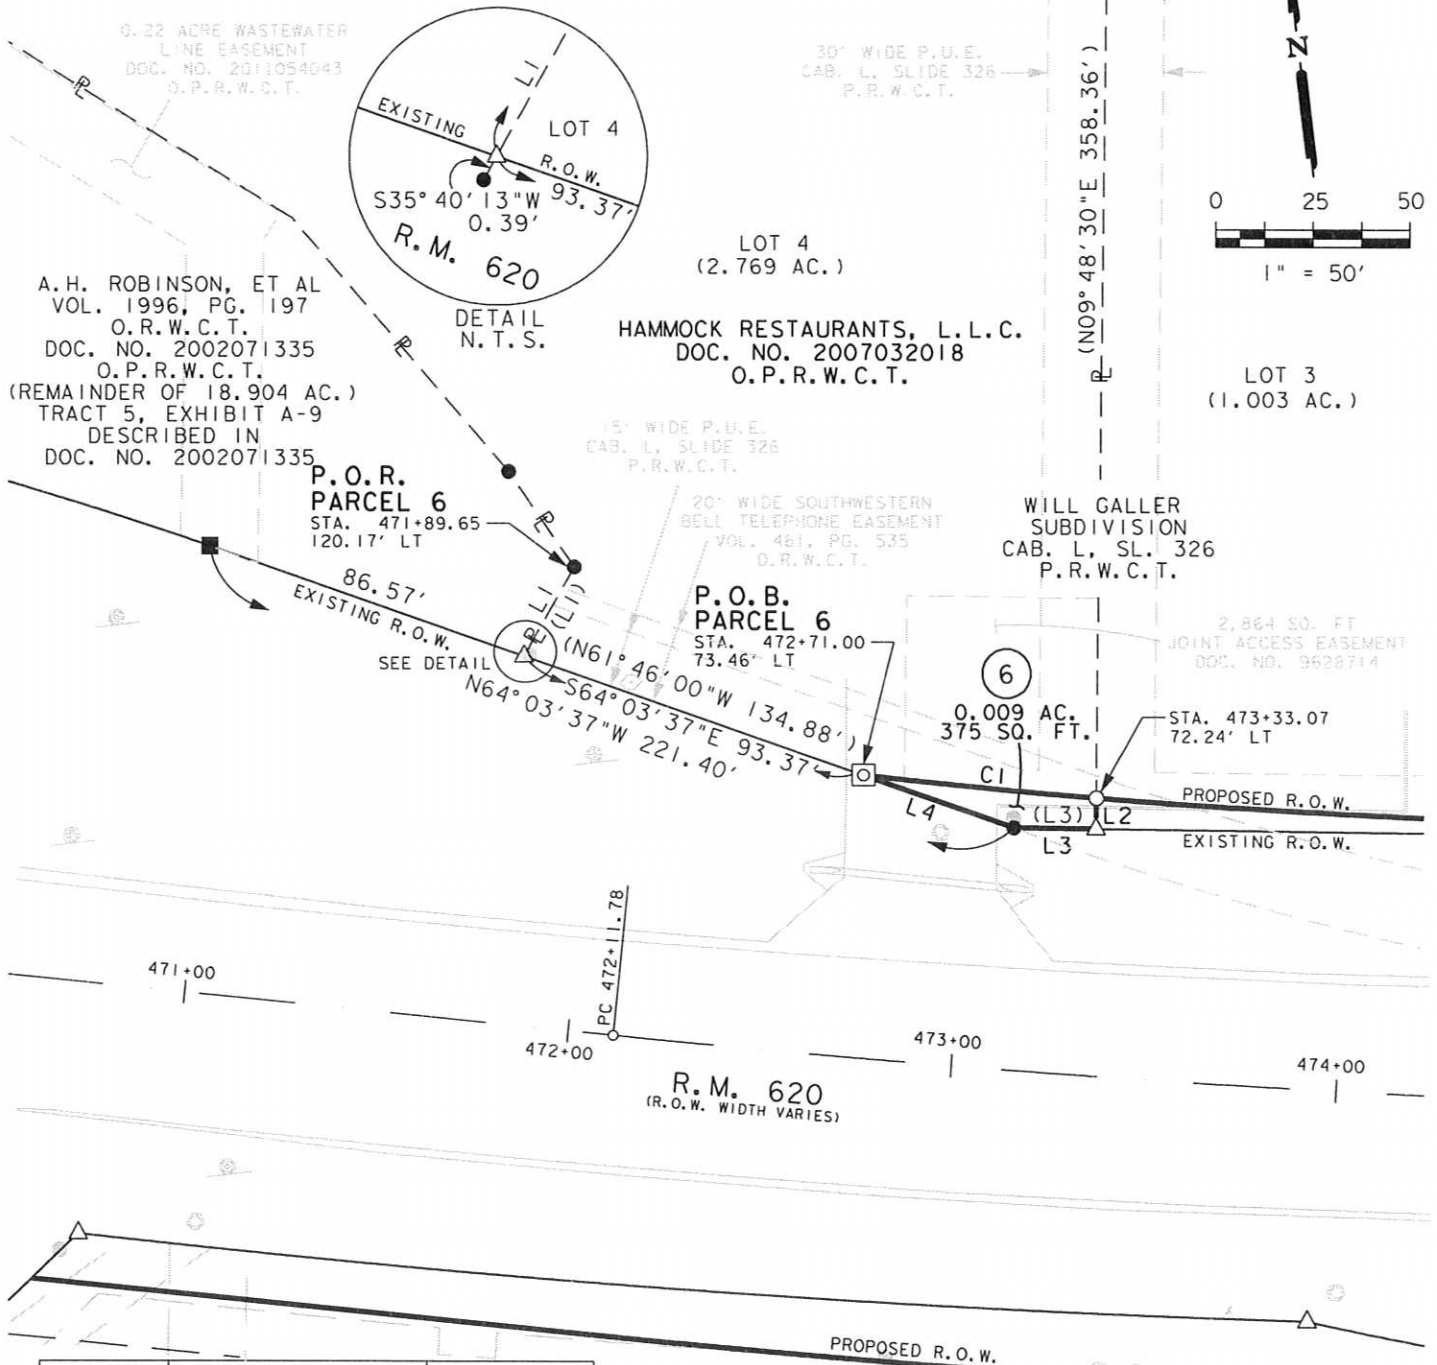 0.22 ACRE WASTEWATER
LINE EASEMENT
DOC. NO. 2011054043
O.P.R.W.C.T.
30' WIDE P.U.E.
CAB. L, SLIDE 326
P.R.W.C.T.
N
0 25 50
1" = 50'
L1
EXISTING
R.O.W.
LOT 4
93.37'
S35°40'13"W
0.39'
R.M. 620
DETAIL
N.T.S.
LOT 4
(2.769 AC.)
(N09°48'30"E 358.36')
A.H. ROBINSON, ET AL
VOL. 1996, PG. 197
O.R.W.C.T.
DOC. NO. 2002071335
O.P.R.W.C.T.
(REMAINDER OF 18.904 AC.)
TRACT 5, EXHIBIT A-9
DESCRIBED IN
DOC. NO. 2002071335
HAMMOCK RESTAURANTS, L.L.C.
DOC. NO. 2007032018
O.P.R.W.C.T.
LOT 3
(1.003 AC.)
15' WIDE P.U.E.
CAB. L, SLIDE 326
P.R.W.C.T.
P.O.R.
PARCEL 6
STA. 471+89.65
120.17' LT
20' WIDE SOUTHWESTERN
BELL TELEPHONE EASEMENT
VOL. 461, PG. 535
D.R.W.C.T.
WILL GALLER
SUBDIVISION
CAB. L, SL. 326
P.R.W.C.T.
86.57'
EXISTING R.O.W.
L1
(L1)
SEE DETAIL
P.O.B.
PARCEL 6
STA. 472+71.00
73.46' LT
2,864 SQ. FT
JOINT ACCESS EASEMENT
DOC. NO. 9628714
(N61°46'00"W 134.88')
S64°03'37"E 93.37'
N64°03'37"W 221.40'
6
0.009 AC.
375 SQ. FT.
STA. 473+33.07
72.24' LT
C1
L4
(L3)
L2
L3
PROPOSED R.O.W.
EXISTING R.O.W.
PC 472+11.78
471+00
472+00
473+00
474+00
R.M. 620
(R.O.W. WIDTH VARIES)
PROPOSED R.O.W.